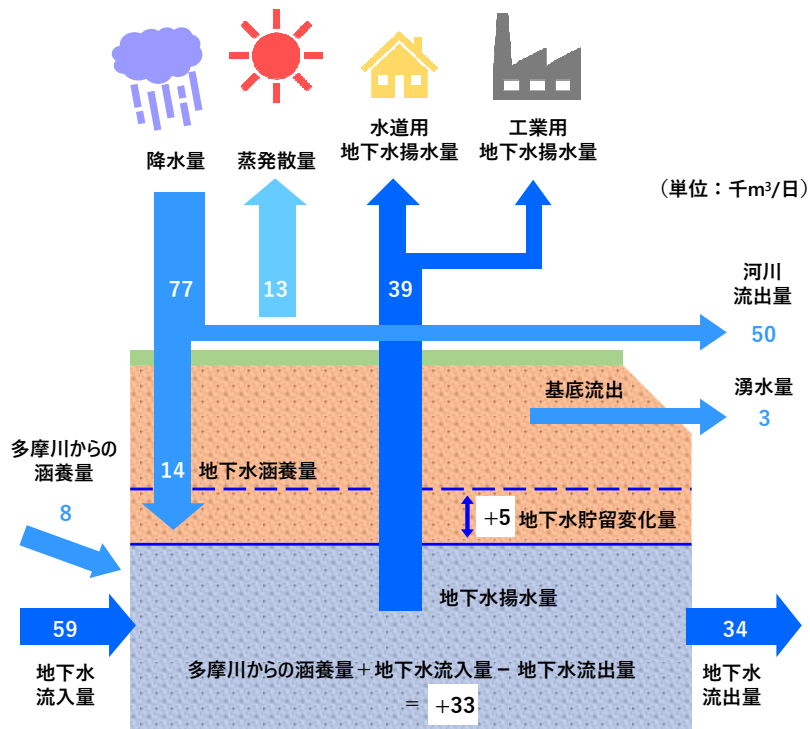 降水量
蒸発散量
水道用
地下水揚水量
工業用
地下水揚水量
(単位:千m³/日)
77
13
39
河川
流出量
50
基底流出
湧水量
3
多摩川からの
涵養量
8
14
地下水涵養量
+5
地下水貯留変化量
地下水揚水量
59
地下水
流入量
34
地下水
流出量
多摩川からの涵養量+地下水流入量－地下水流出量
= +33